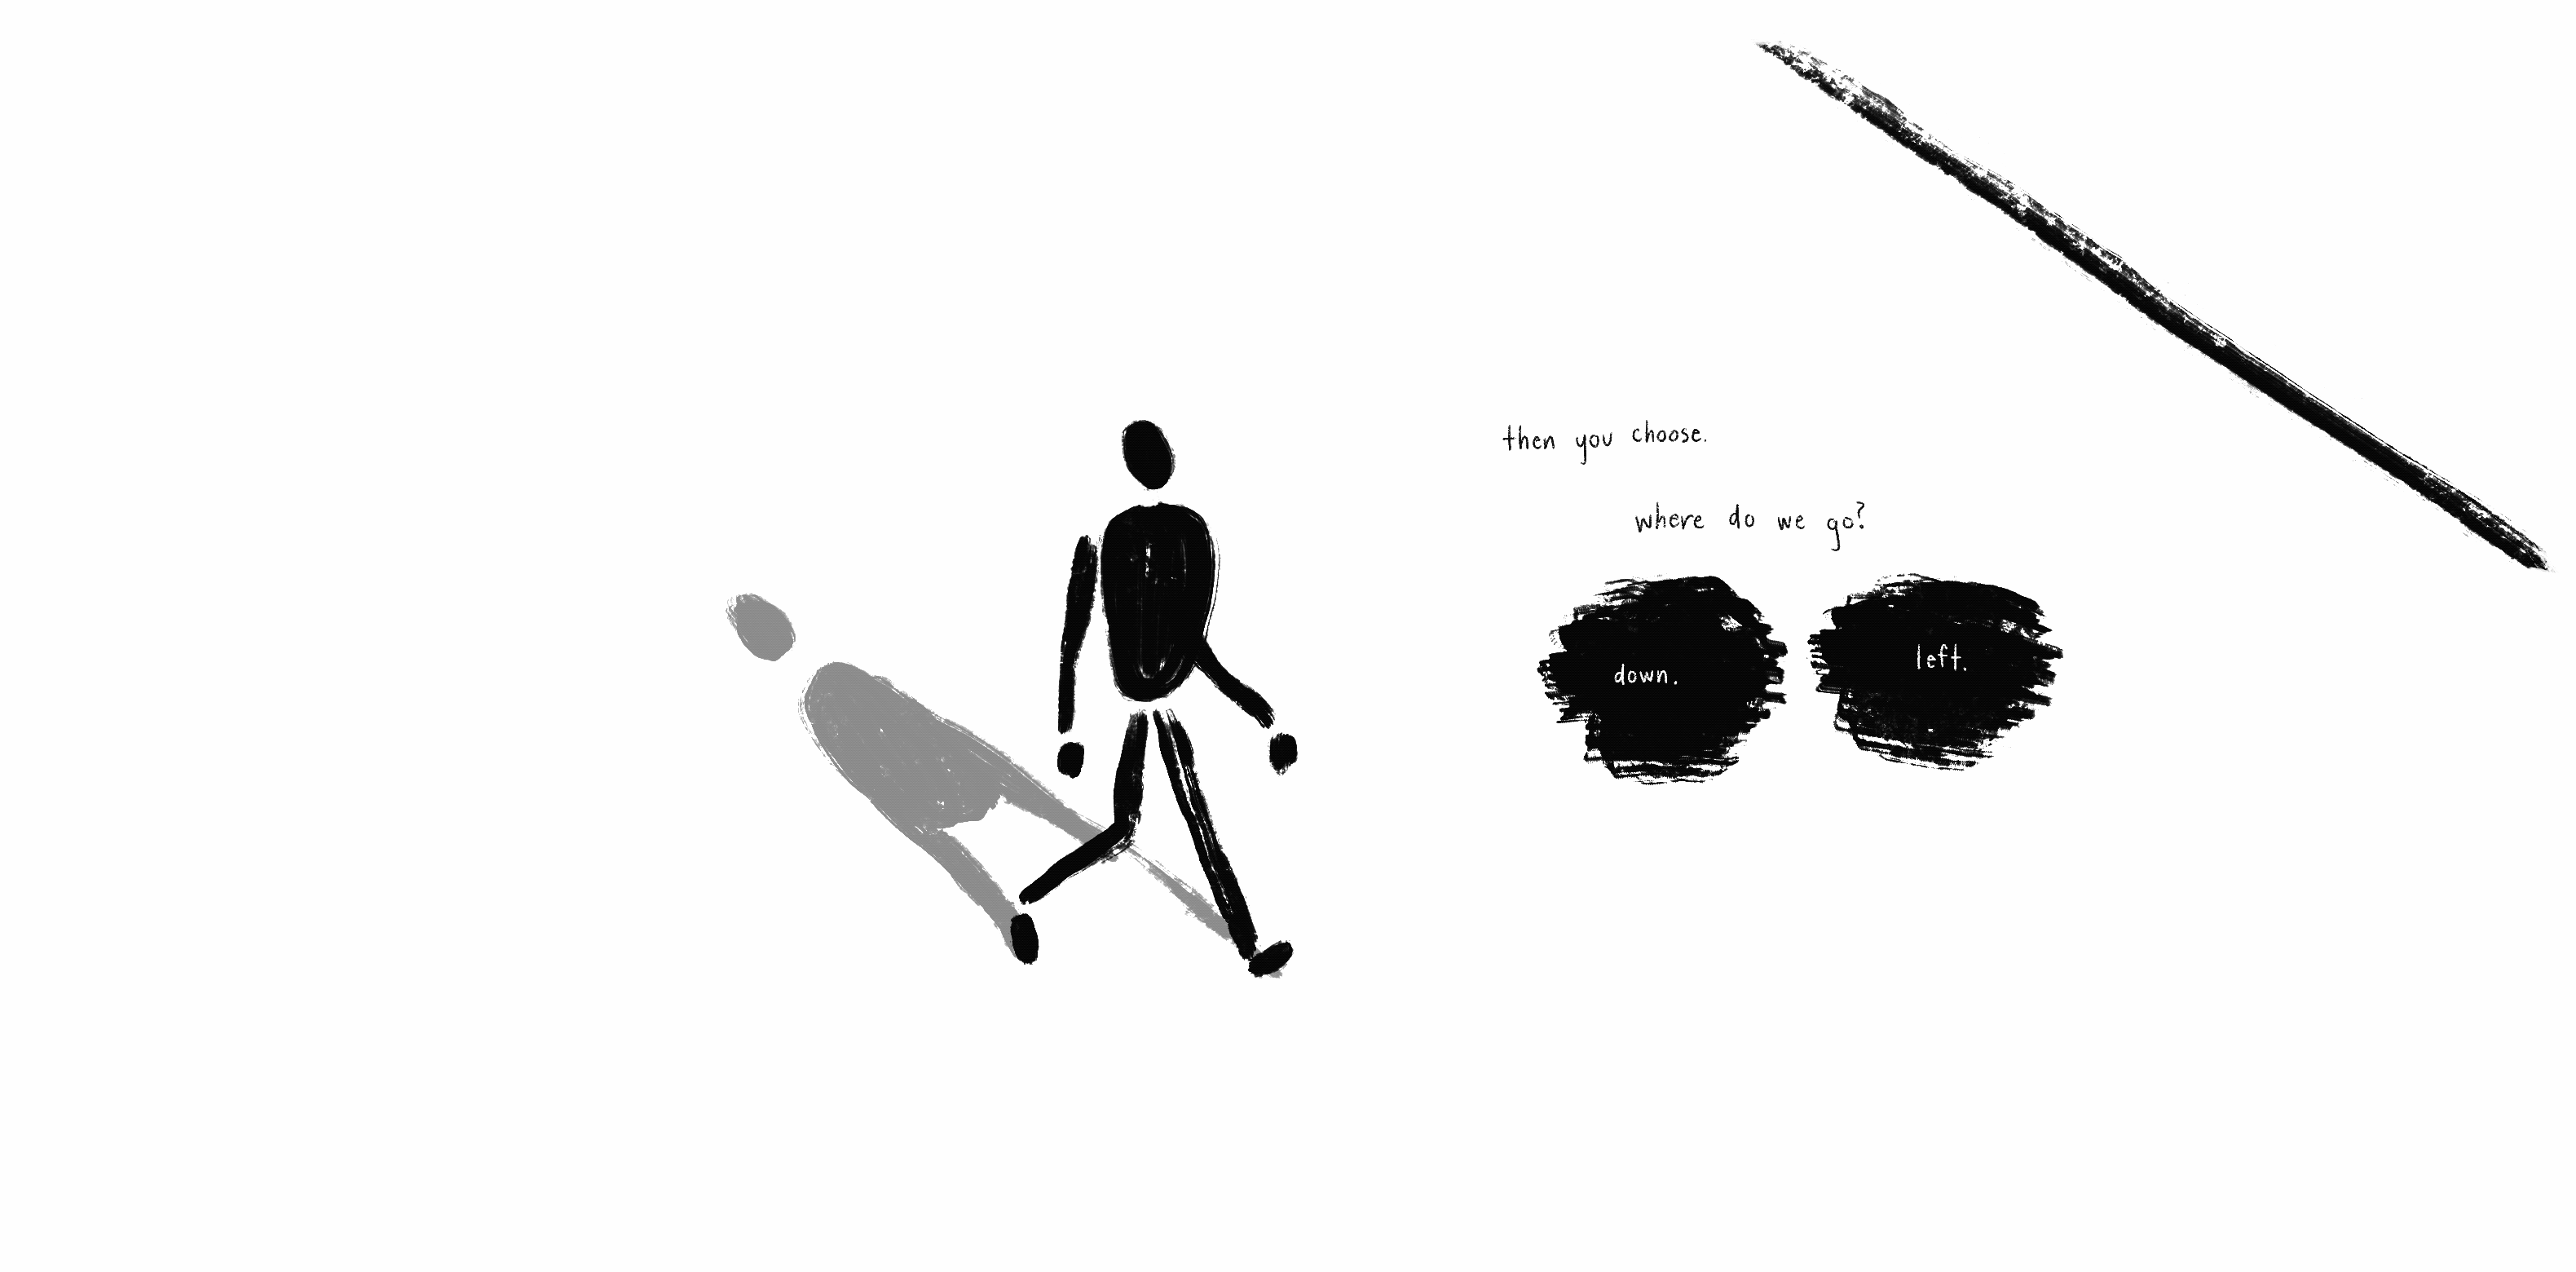 then you choose.
where do we go?
down.
left.